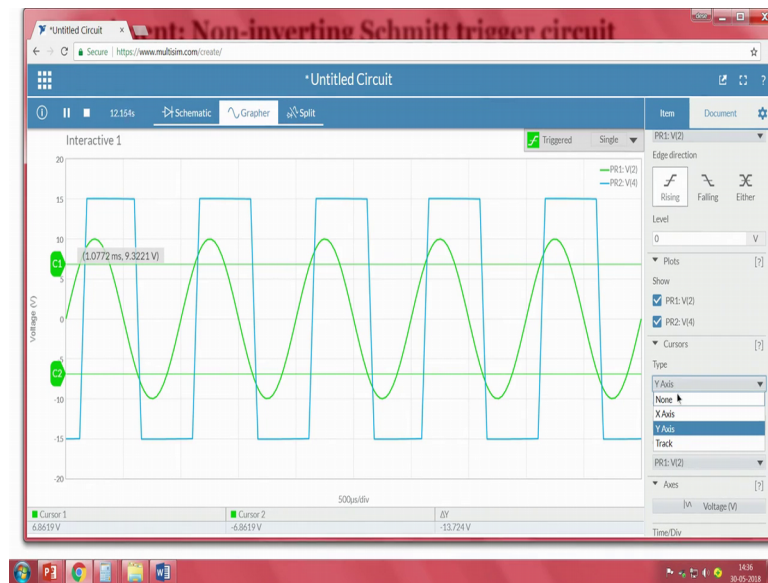 *Untitled Circuit
nt: Non-inverting Schmitt trigger circuit
Secure | https://www.multisim.com/create/
*Untitled Circuit
12.154s
Schematic
Grapher
Split
Item
Document
Interactive 1
Triggered
Single
PR1: V(2)
PR2: V(4)
PR1: V(2)
Edge direction
Rising
Falling
Either
Level
0
V
Plots
[?]
Show
PR1: V(2)
PR2: V(4)
Cursors
[?]
Type
Y Axis
None
X Axis
Y Axis
Track
PR1: V(2)
Axes
[?]
Voltage (V)
Time/Div
20
15
10
5
0
-5
-10
-15
-20
C1
C2
(1.0772 ms, 9.3221 V)
Voltage (V)
500µs/div
Cursor 1
Cursor 2
ΔY
6.8619 V
-6.8619 V
-13.724 V
14:36
30-05-2018